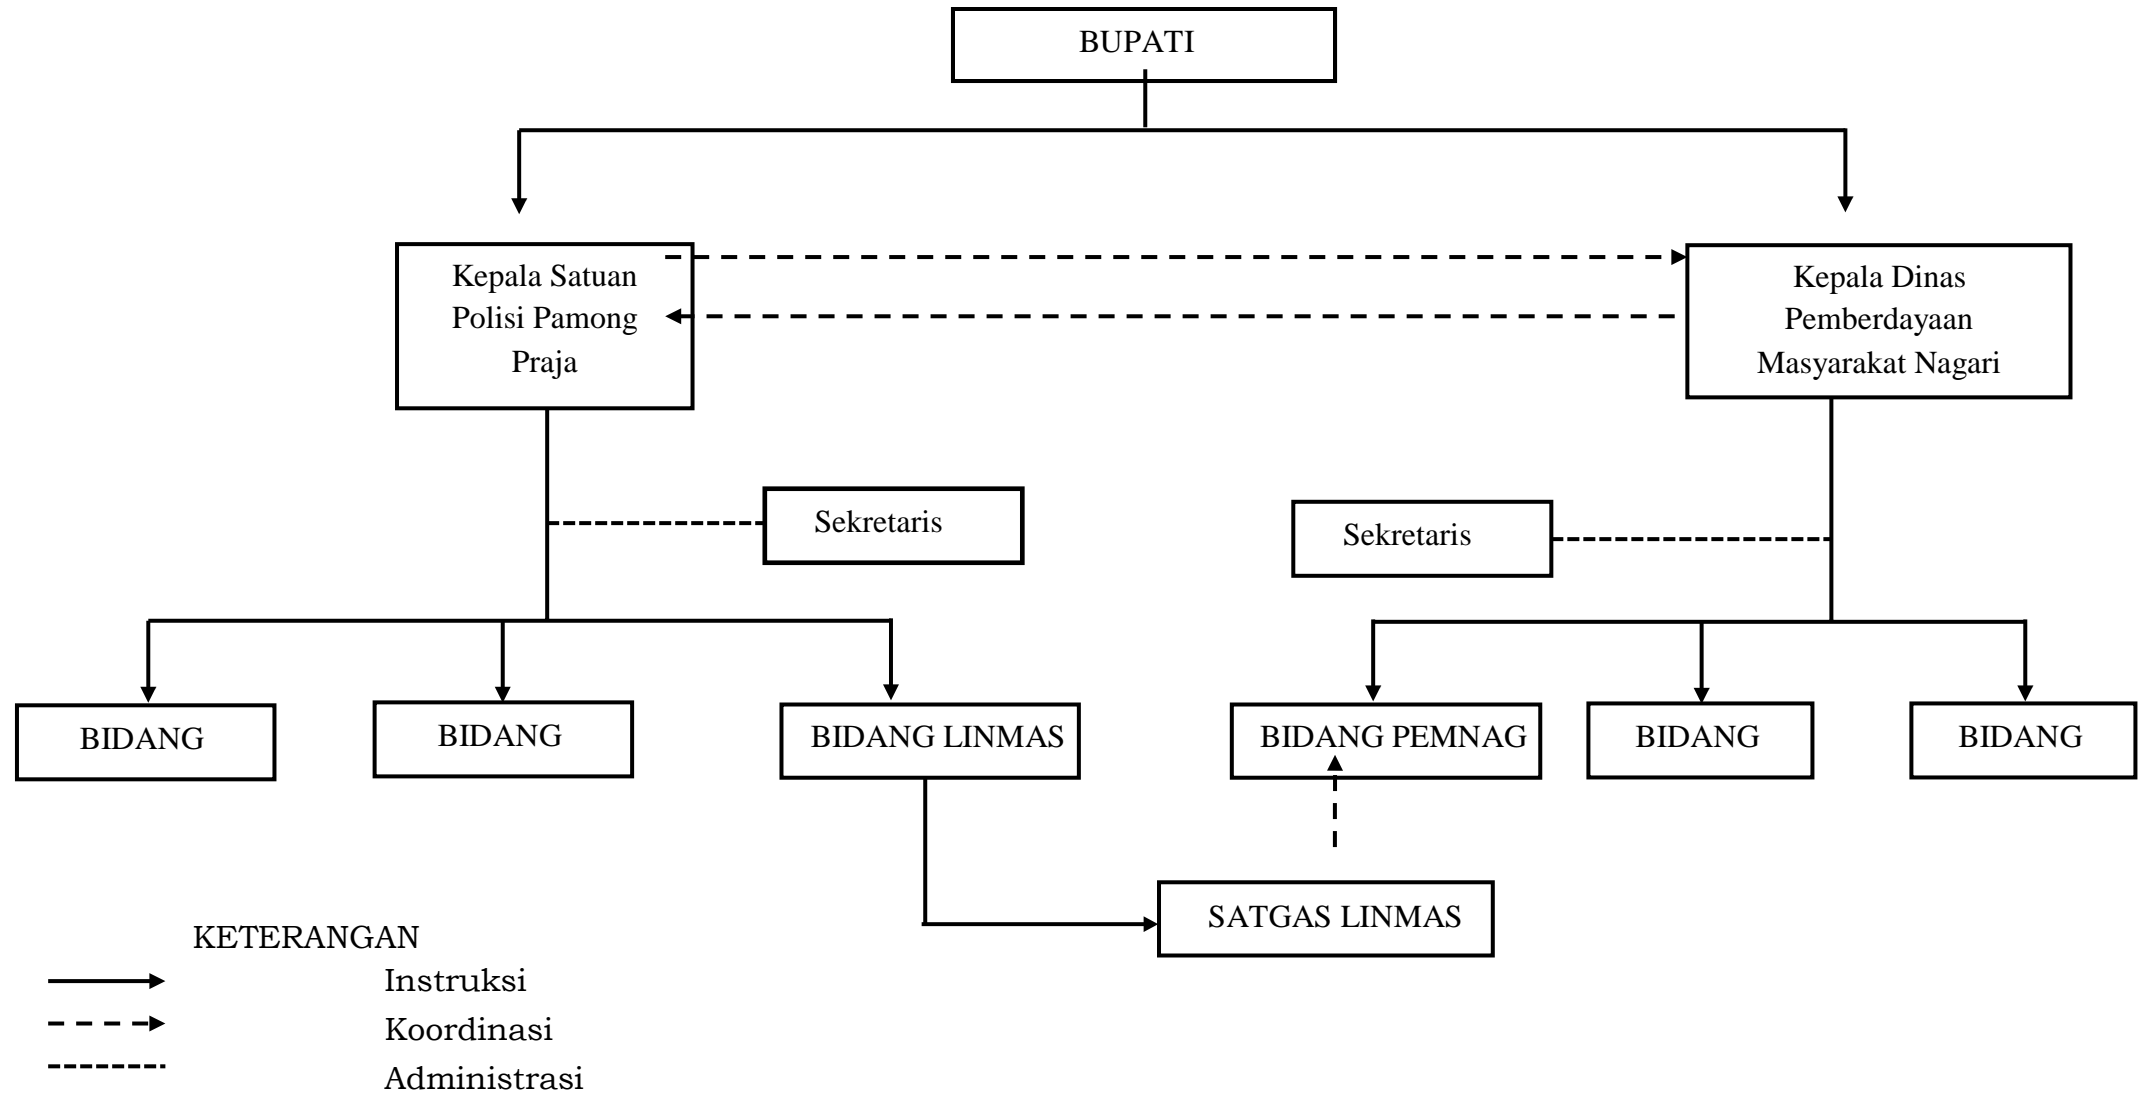 BUPATI
Kepala Satuan
Polisi Pamong
Praja
Kepala Dinas
Pemberdayaan
Masyarakat Nagari
Sekretaris
Sekretaris
BIDANG
BIDANG
BIDANG LINMAS
BIDANG PEMNAG
BIDANG
BIDANG
SATGAS LINMAS
KETERANGAN
Instruksi
Koordinasi
Administrasi